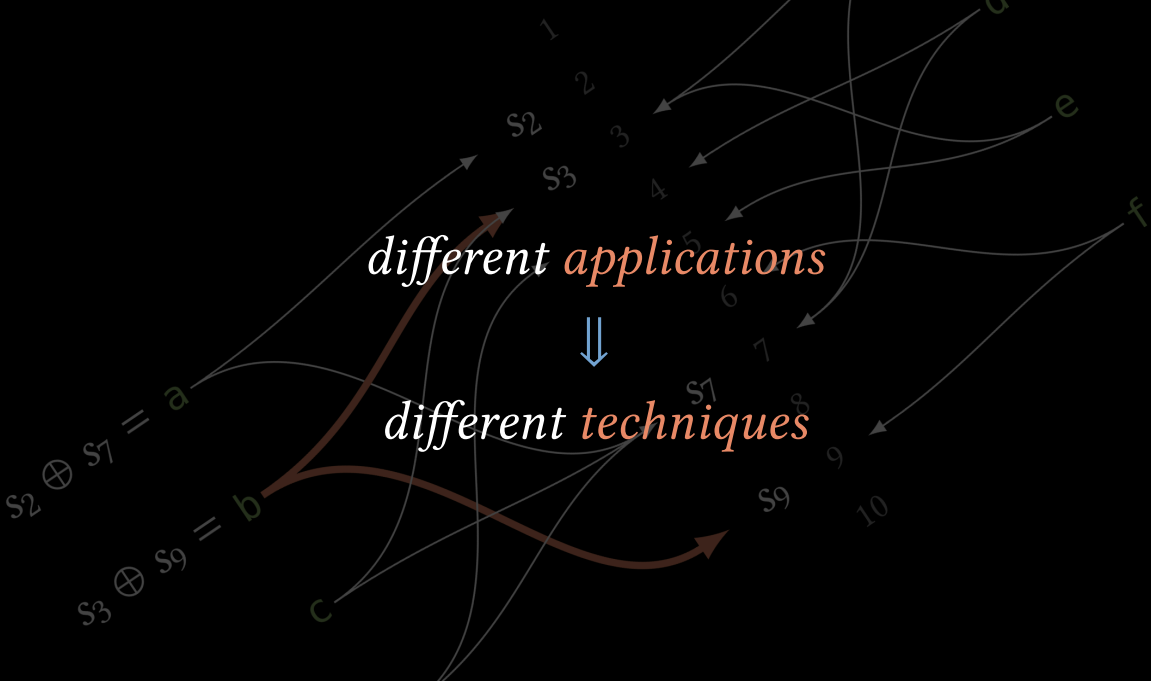 different applications
⇓
different techniques
1
2
3
4
5
6
7
8
9
10
s2
s3
s7
s9
s2 ⊕ s7 = a
s3 ⊕ s9 = b
c
d
e
f